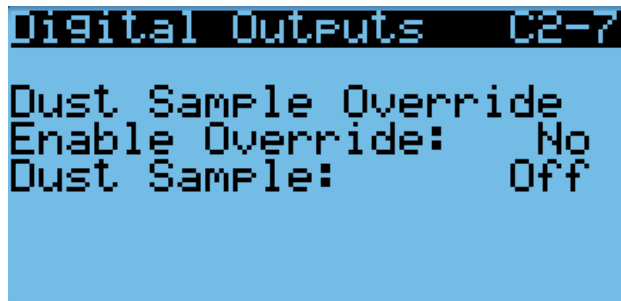 Digital Outputs C2-7
Dust Sample Override
Enable Override: No
Dust Sample: Off